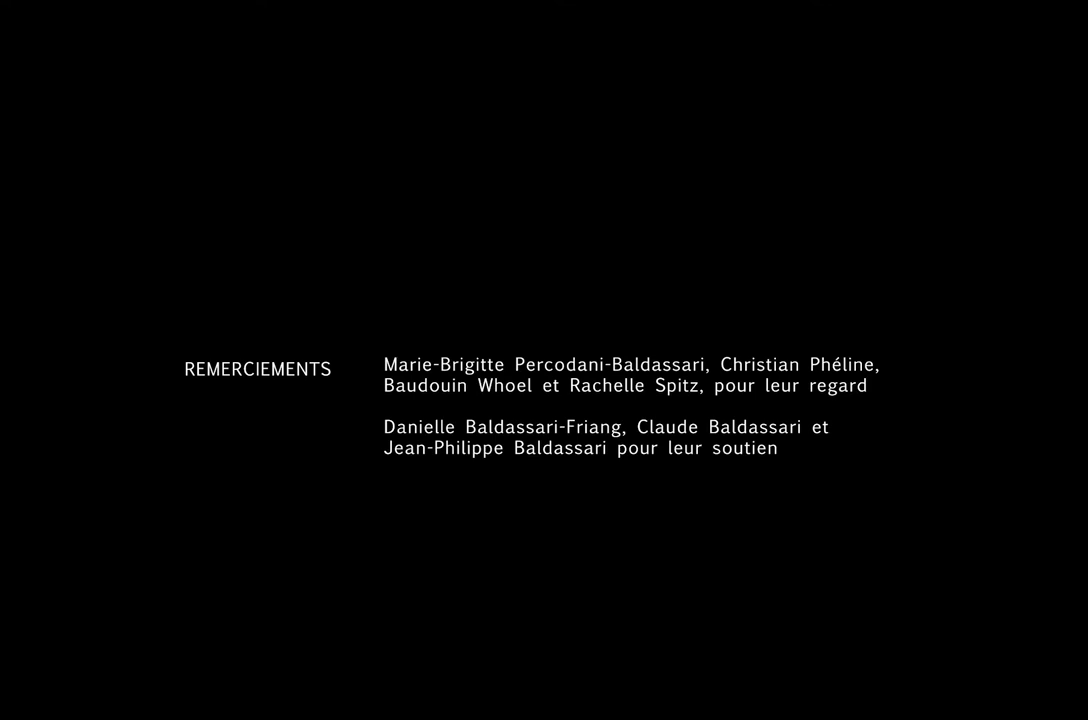 REMERCIEMENTS
Marie-Brigitte Percodani-Baldassari, Christian Phéline,
Baudouin Whoel et Rachelle Spitz, pour leur regard
Danielle Baldassari-Friang, Claude Baldassari et
Jean-Philippe Baldassari pour leur soutien